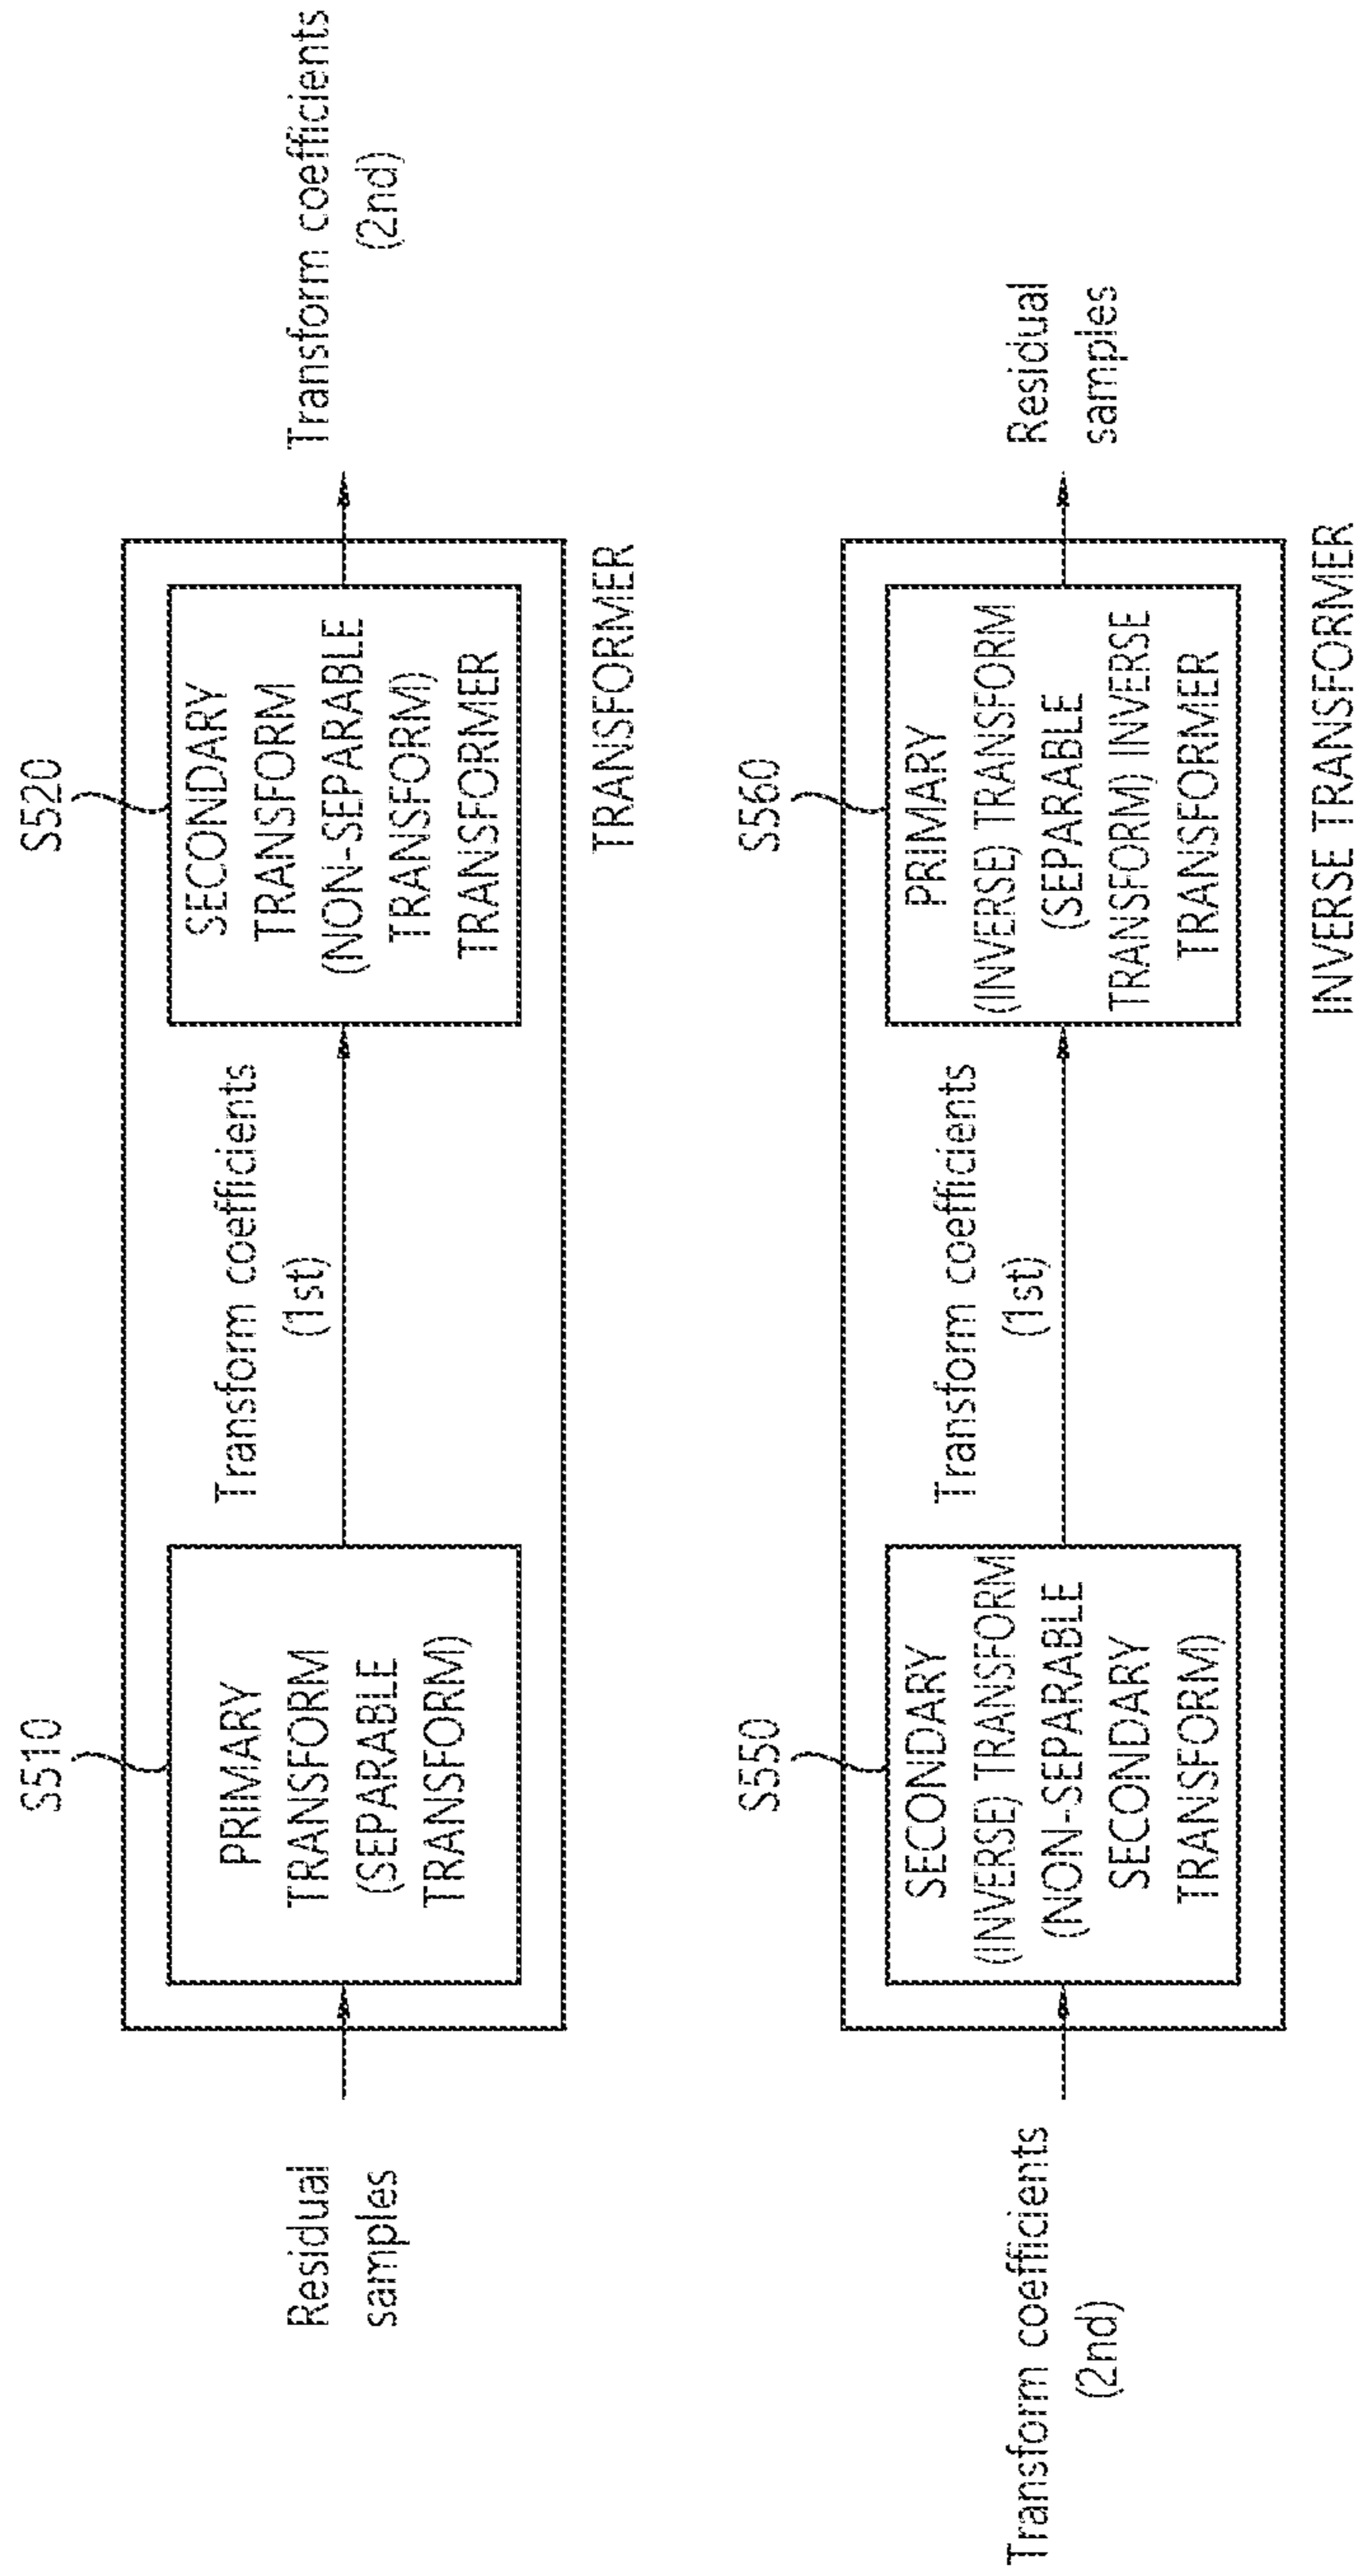 S510
S520
Residual
samples
PRIMARY
TRANSFORM
(SEPARABLE
TRANSFORM)
Transform coefficients
(1st)
SECONDARY
TRANSFORM
(NON-SEPARABLE
TRANSFORM)
TRANSFORMER
Transform coefficients
(2nd)
TRANSFORMER
S550
S560
Transform coefficients
(2nd)
SECONDARY
(INVERSE) TRANSFORM
(NON-SEPARABLE
SECONDARY
TRANSFORM)
Transform coefficients
(1st)
PRIMARY
(INVERSE) TRANSFORM
(SEPARABLE
TRANSFORM) INVERSE
TRANSFORMER
Residual
samples
INVERSE TRANSFORMER